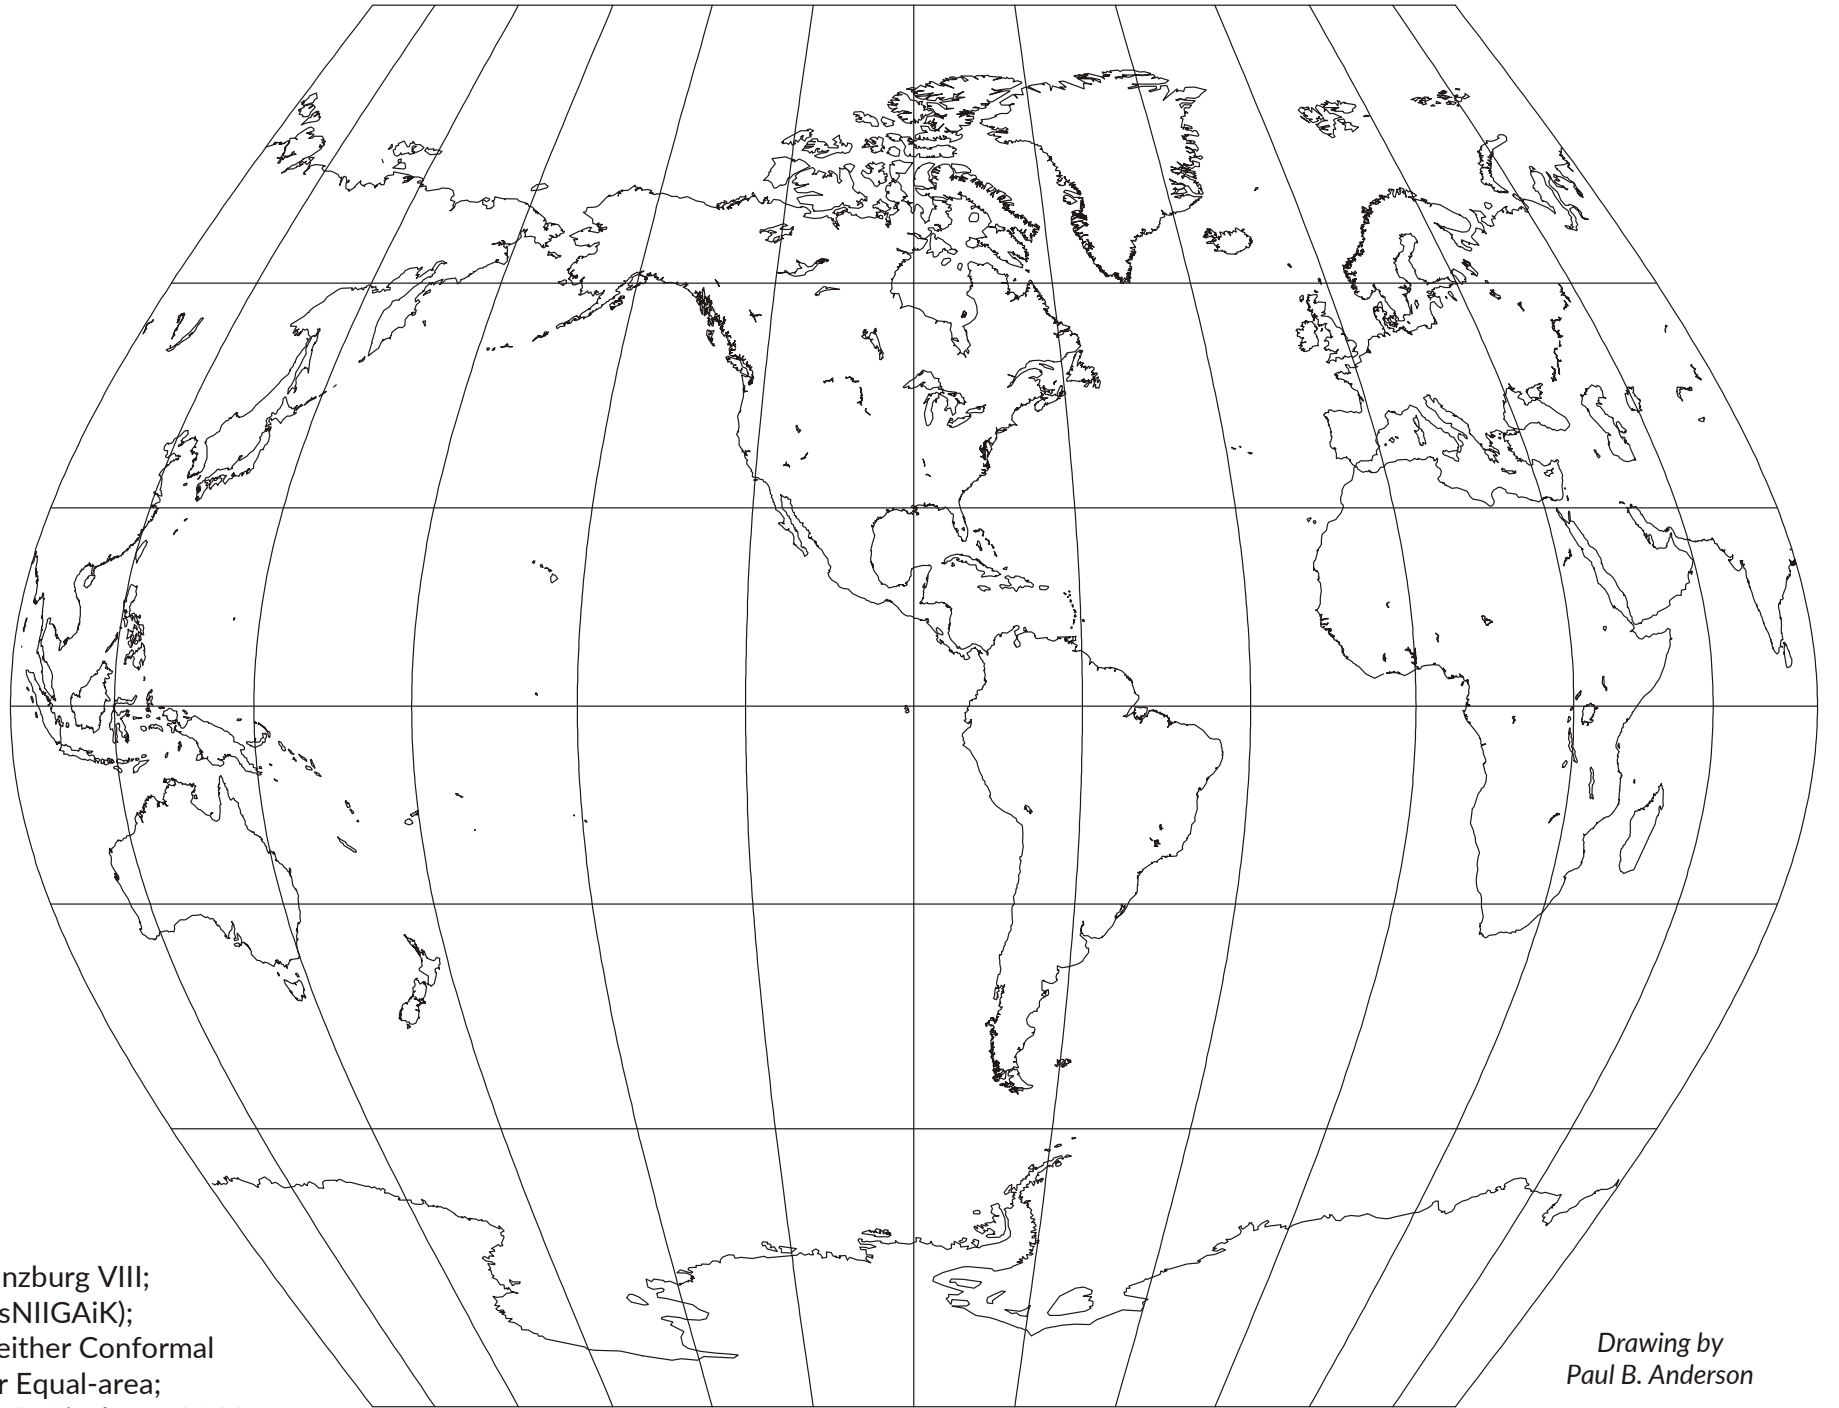 nzburg VIII;
sNIIGAiK);
either Conformal
r Equal-area;
Drawing by
Paul B. Anderson